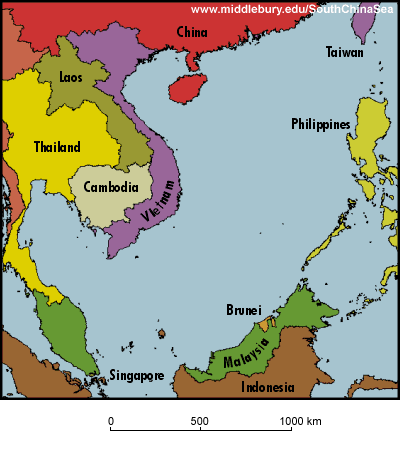 www.middlebury.edu/SouthChinaSea
China
Taiwan
Laos
Philippines
Thailand
Cambodia
Vietnam
Brunei
Malaysia
Singapore
Indonesia
0 500 1000 km